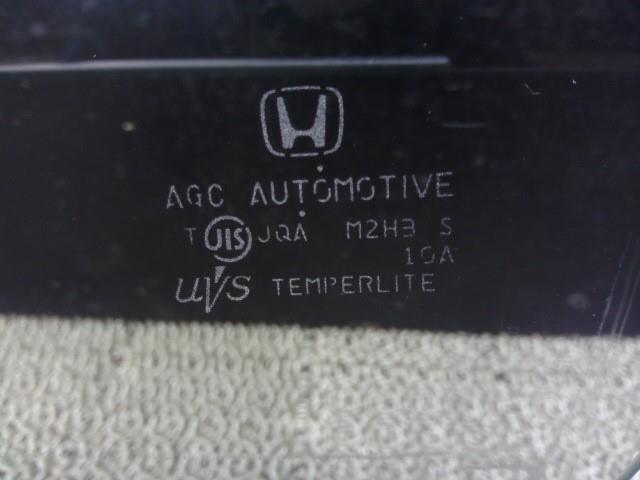 AGC AUTOMOTIVE
T JIS JQA M2H3 S
10A
UVS TEMPERLITE